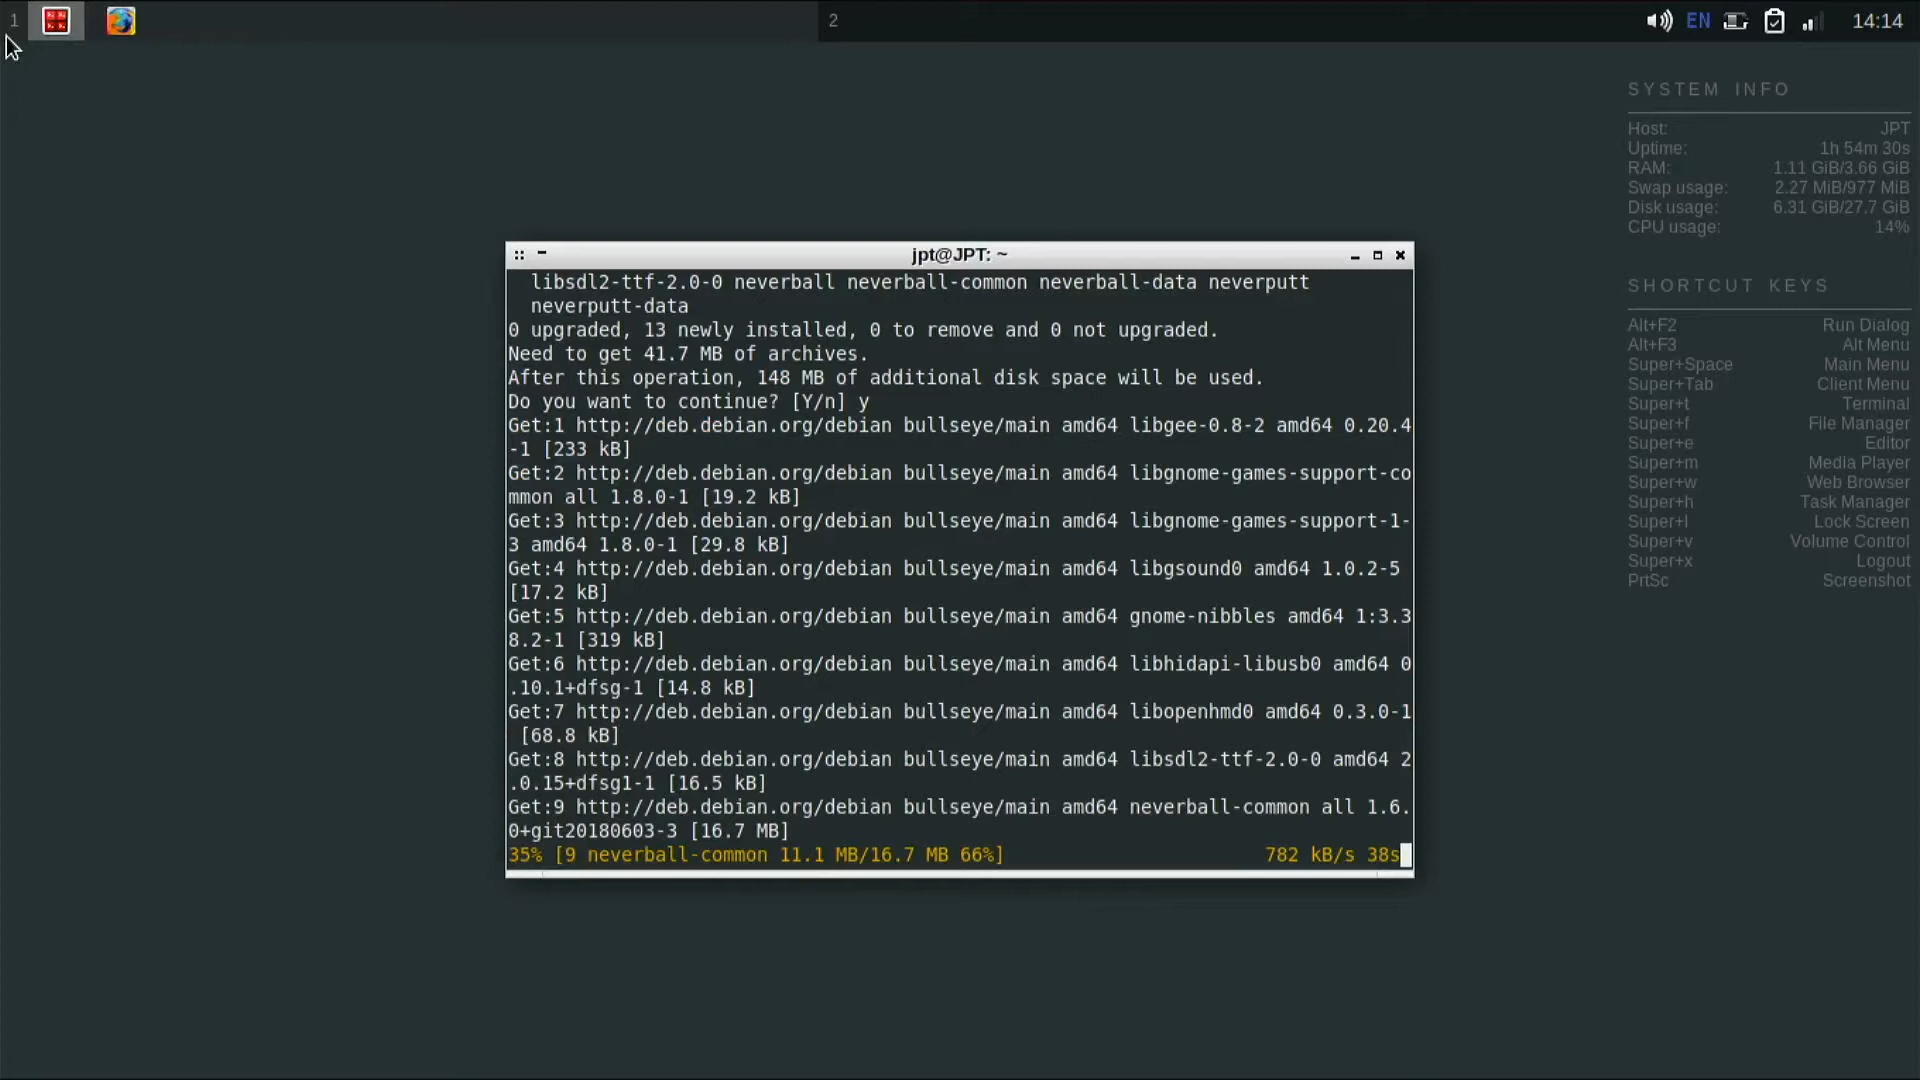 1
2
EN
14:14
jpt@JPT: ~
libsdl2-ttf-2.0-0 neverball neverball-common neverball-data neverputt
neverputt-data
0 upgraded, 13 newly installed, 0 to remove and 0 not upgraded.
Need to get 41.7 MB of archives.
After this operation, 148 MB of additional disk space will be used.
Do you want to continue? [Y/n] y
Get:1 http://deb.debian.org/debian bullseye/main amd64 libgee-0.8-2 amd64 0.20.4
-1 [233 kB]
Get:2 http://deb.debian.org/debian bullseye/main amd64 libgnome-games-support-co
mmon all 1.8.0-1 [19.2 kB]
Get:3 http://deb.debian.org/debian bullseye/main amd64 libgnome-games-support-1-
3 amd64 1.8.0-1 [29.8 kB]
Get:4 http://deb.debian.org/debian bullseye/main amd64 libgsound0 amd64 1.0.2-5
[17.2 kB]
Get:5 http://deb.debian.org/debian bullseye/main amd64 gnome-nibbles amd64 1:3.3
8.2-1 [319 kB]
Get:6 http://deb.debian.org/debian bullseye/main amd64 libhidapi-libusb0 amd64 0
.10.1+dfsg-1 [14.8 kB]
Get:7 http://deb.debian.org/debian bullseye/main amd64 libopenhmd0 amd64 0.3.0-1
[68.8 kB]
Get:8 http://deb.debian.org/debian bullseye/main amd64 libsdl2-ttf-2.0-0 amd64 2
.0.15+dfsg1-1 [16.5 kB]
Get:9 http://deb.debian.org/debian bullseye/main amd64 neverball-common all 1.6.
0+git20180603-3 [16.7 MB]
35% [9 neverball-common 11.1 MB/16.7 MB 66%] 782 kB/s 38s
SYSTEM INFO
Host: JPT
Uptime: 1h 54m 30s
RAM: 1.11 GiB/3.66 GiB
Swap usage: 2.27 MiB/977 MiB
Disk usage: 6.31 GiB/27.7 GiB
CPU usage: 14%
SHORTCUT KEYS
Alt+F2 Run Dialog
Alt+F3 Alt Menu
Super+Space Main Menu
Super+Tab Client Menu
Super+t Terminal
Super+f File Manager
Super+e Editor
Super+m Media Player
Super+w Web Browser
Super+h Task Manager
Super+l Lock Screen
Super+v Volume Control
Super+x Logout
PrtSc Screenshot